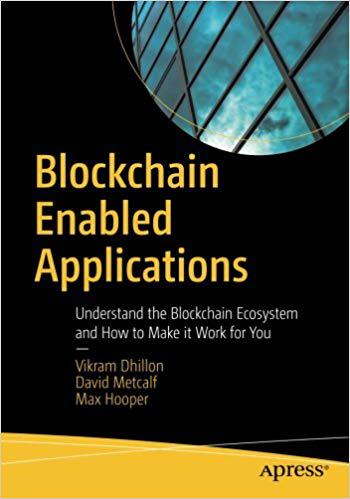 Blockchain
Enabled
Applications
Understand the Blockchain Ecosystem
and How to Make it Work for You
—
Vikram Dhillon
David Metcalf
Max Hooper
Apress®